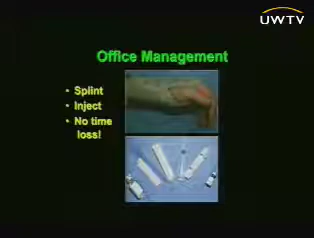 UWTV
Office Management
• Splint
• Inject
• No time
loss!